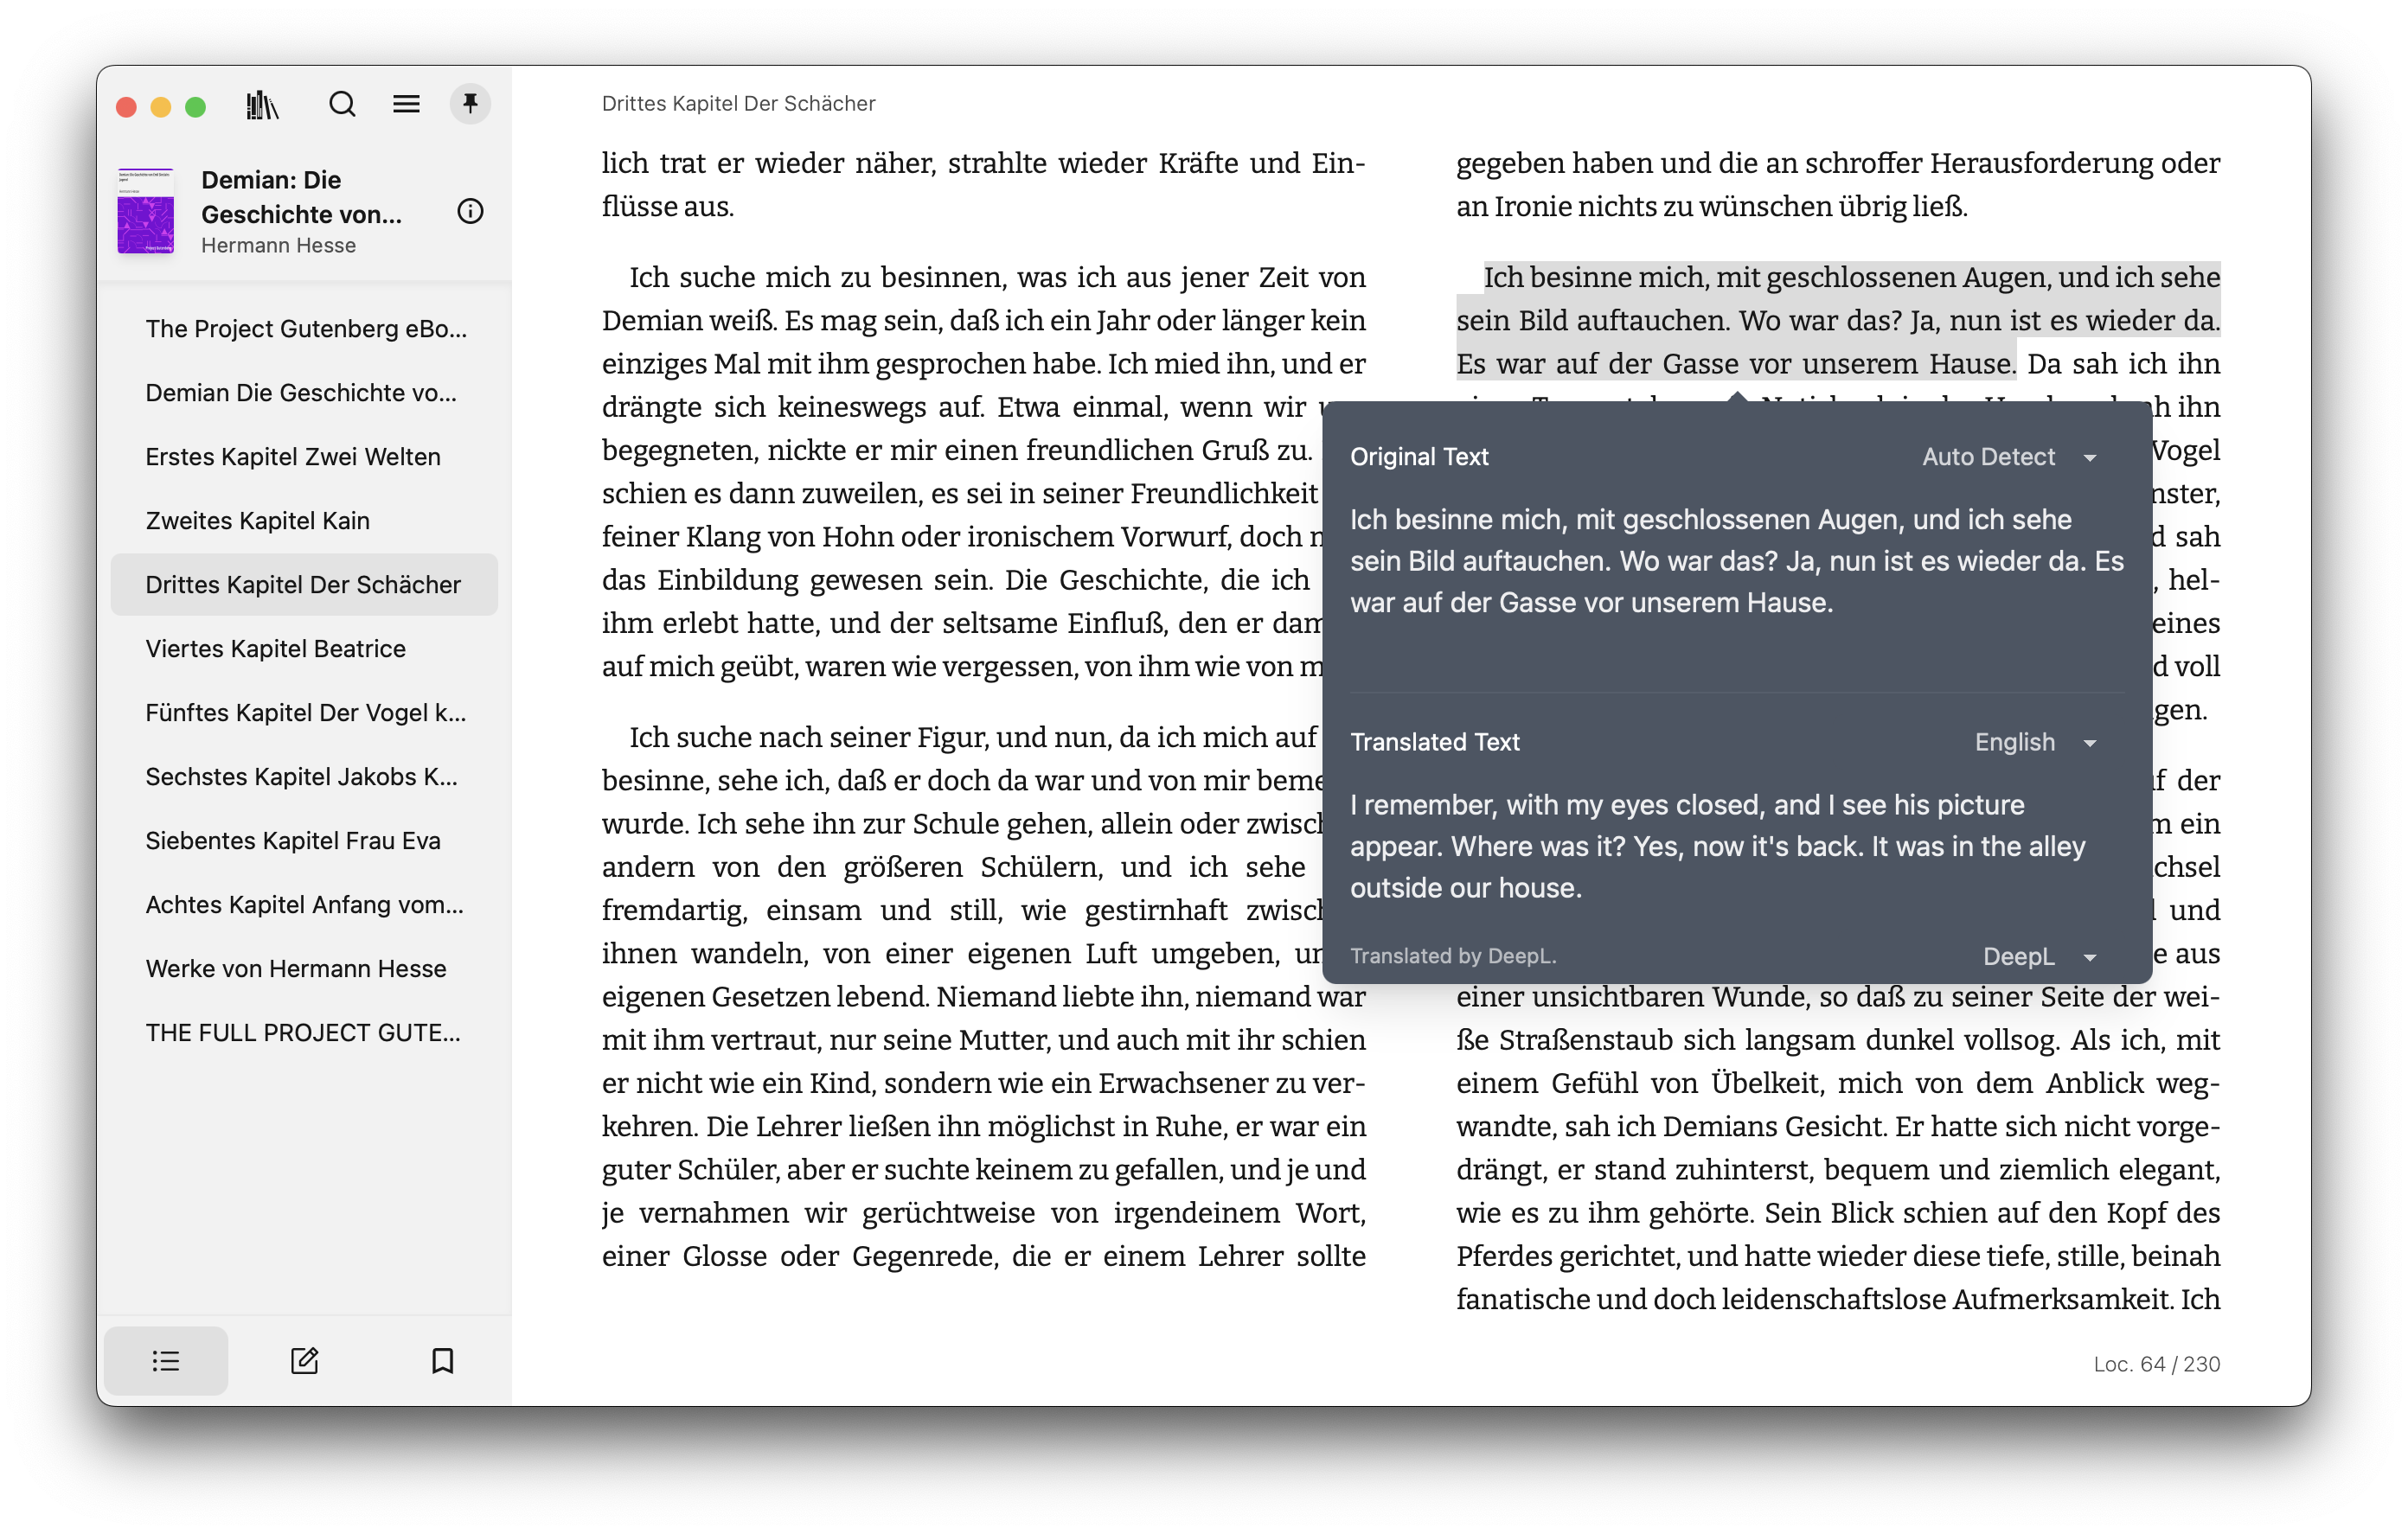 Demian: Die
Geschichte von...
Hermann Hesse
The Project Gutenberg eBo...
Demian Die Geschichte vo...
Erstes Kapitel Zwei Welten
Zweites Kapitel Kain
Drittes Kapitel Der Schächer
Viertes Kapitel Beatrice
Fünftes Kapitel Der Vogel k...
Sechstes Kapitel Jakobs K...
Siebentes Kapitel Frau Eva
Achtes Kapitel Anfang vom...
Werke von Hermann Hesse
THE FULL PROJECT GUTE...
Drittes Kapitel Der Schächer
lich trat er wieder näher, strahlte wieder Kräfte und Ein-
flüsse aus.
Ich suche mich zu besinnen, was ich aus jener Zeit von
Demian weiß. Es mag sein, daß ich ein Jahr oder länger kein
einziges Mal mit ihm gesprochen habe. Ich mied ihn, und er
drängte sich keineswegs auf. Etwa einmal, wenn wir
begegneten, nickte er mir einen freundlichen Gruß zu.
schien es dann zuweilen, es sei in seiner Freundlichkeit
feiner Klang von Hohn oder ironischem Vorwurf, doch
das Einbildung gewesen sein. Die Geschichte, die ich
ihm erlebt hatte, und der seltsame Einfluß, den er
auf mich geübt, waren wie vergessen, von ihm wie von
Ich suche nach seiner Figur, und nun, da ich mich auf
besinne, sehe ich, daß er doch da war und von mir
wurde. Ich sehe ihn zur Schule gehen, allein oder
andern von den größeren Schülern, und ich sehe
fremdartig, einsam und still, wie gestirnhaft
ihnen wandeln, von einer eigenen Luft umgeben,
eigenen Gesetzen lebend. Niemand liebte ihn, niemand war
mit ihm vertraut, nur seine Mutter, und auch mit ihr schien
er nicht wie ein Kind, sondern wie ein Erwachsener zu ver-
kehren. Die Lehrer ließen ihn möglichst in Ruhe, er war ein
guter Schüler, aber er suchte keinem zu gefallen, und je und
je vernahmen wir gerüchtweise von irgendeinem Wort,
einer Glosse oder Gegenrede, die er einem Lehrer sollte
gegeben haben und die an schroffer Herausforderung oder
an Ironie nichts zu wünschen übrig ließ.
Ich besinne mich, mit geschlossenen Augen, und ich sehe
sein Bild auftauchen. Wo war das? Ja, nun ist es wieder da.
Es war auf der Gasse vor unserem Hause. Da sah ich ihn
ihn
Vogel
sah
hel-
voll
der
ein
und
aus
Original Text
Auto Detect
Ich besinne mich, mit geschlossenen Augen, und ich sehe
sein Bild auftauchen. Wo war das? Ja, nun ist es wieder da. Es
war auf der Gasse vor unserem Hause.
Translated Text
English
I remember, with my eyes closed, and I see his picture
appear. Where was it? Yes, now it's back. It was in the alley
outside our house.
Translated by DeepL.
DeepL
einer unsichtbaren Wunde, so daß zu seiner Seite der wei-
ße Straßenstaub sich langsam dunkel vollsog. Als ich, mit
einem Gefühl von Übelkeit, mich von dem Anblick weg-
wandte, sah ich Demians Gesicht. Er hatte sich nicht vorge-
drängt, er stand zuhinterst, bequem und ziemlich elegant,
wie es zu ihm gehörte. Sein Blick schien auf den Kopf des
Pferdes gerichtet, und hatte wieder diese tiefe, stille, beinah
fanatische und doch leidenschaftslose Aufmerksamkeit. Ich
Loc. 64 / 230